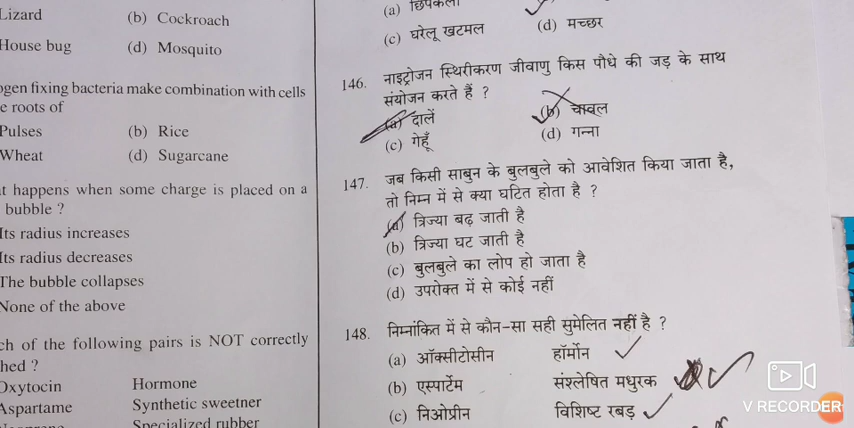 Lizard (b) Cockroach
House bug (d) Mosquito
ogen fixing bacteria make combination with cells
e roots of
Pulses (b) Rice
Wheat (d) Sugarcane
t happens when some charge is placed on a
bubble ?
Its radius increases
Its radius decreases
The bubble collapses
None of the above
ch of the following pairs is NOT correctly
hed ?
Oxytocin Hormone
Aspartame Synthetic sweetner
Specialized rubber
(a) छिपकली
(c) घरेलू खटमल (d) मच्छर
146. नाइट्रोजन स्थिरीकरण जीवाणु किस पौधे की जड़ के साथ
संयोजन करते हैं ?
(a) दालें (b) चावल
(c) गेहूँ (d) गन्ना
147. जब किसी साबुन के बुलबुले को आवेशित किया जाता है,
तो निम्न में से क्या घटित होता है ?
(a) त्रिज्या बढ़ जाती है
(b) त्रिज्या घट जाती है
(c) बुलबुले का लोप हो जाता है
(d) उपरोक्त में से कोई नहीं
148. निम्नांकित में से कौन-सा सही सुमेलित नहीं है ?
(a) ऑक्सीटोसीन हॉर्मोन
(b) एस्पार्टेम संश्लेषित मधुरक
(c) निओप्रीन विशिष्ट रबड़
V RECORDER